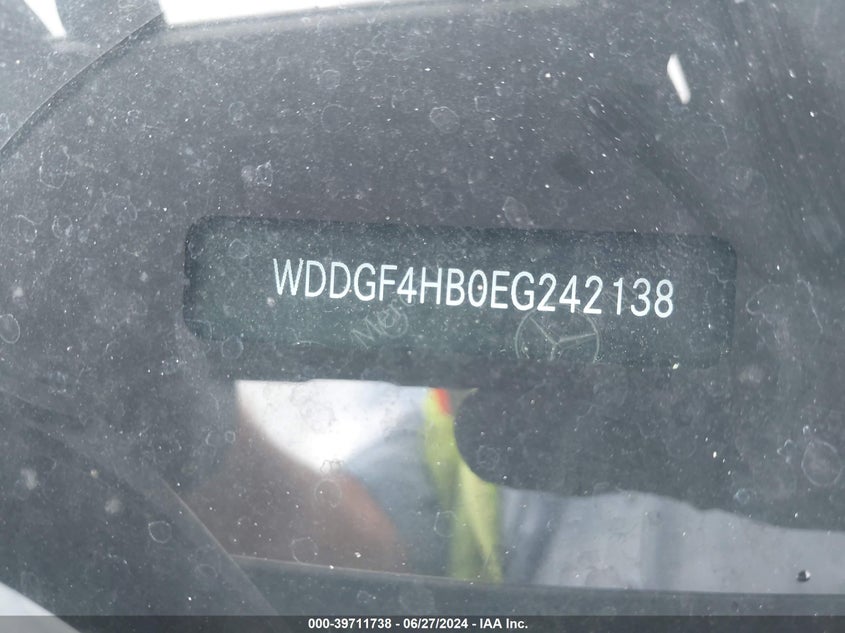 WDDGF4HB0EG242138
000-39711738 - 06/27/2024 - IAA Inc.